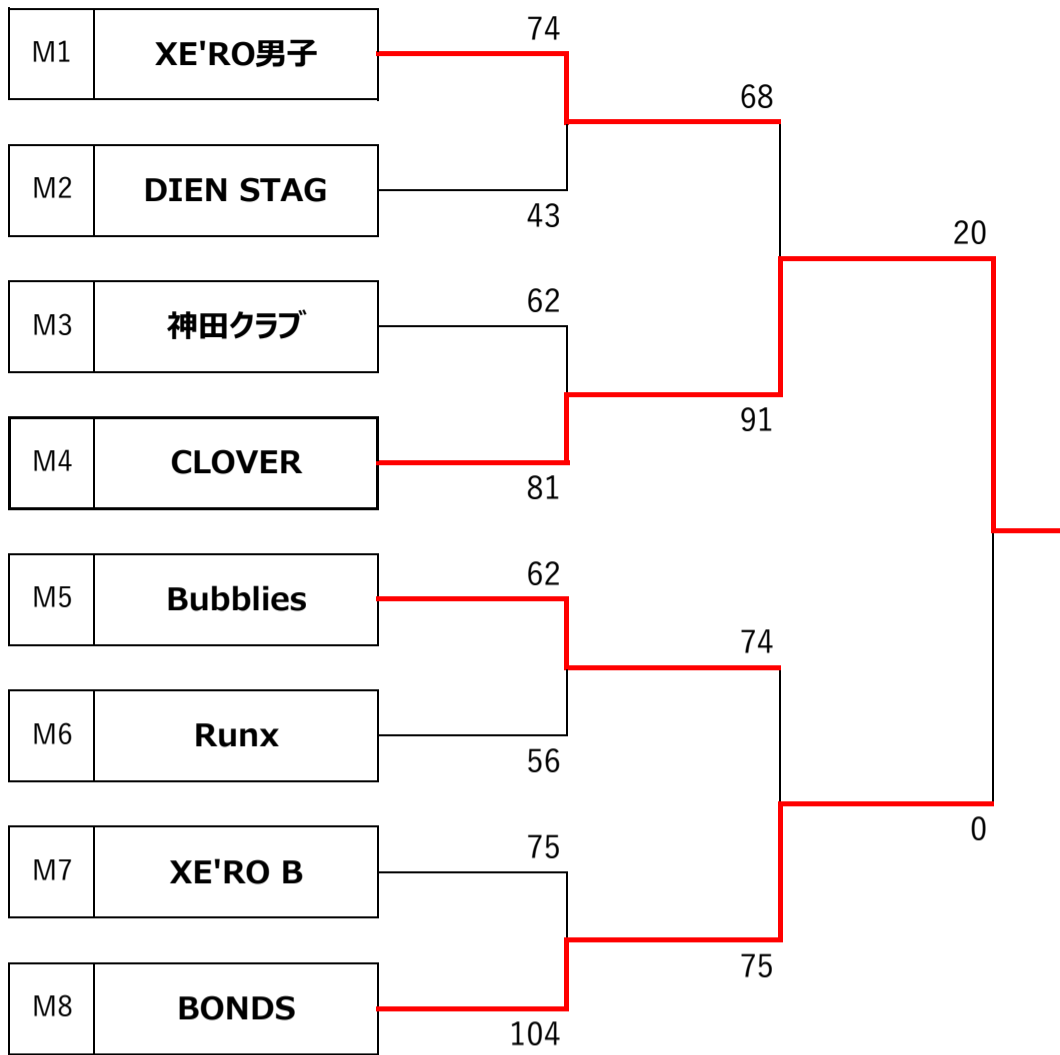 74
M1 XE'RO男子
68
M2 DIEN STAG
43
20
62
M3 神田クラブ
91
M4 CLOVER
81
62
M5 Bubblies
74
M6 Runx
56
0
75
M7 XE'RO B
75
M8 BONDS
104